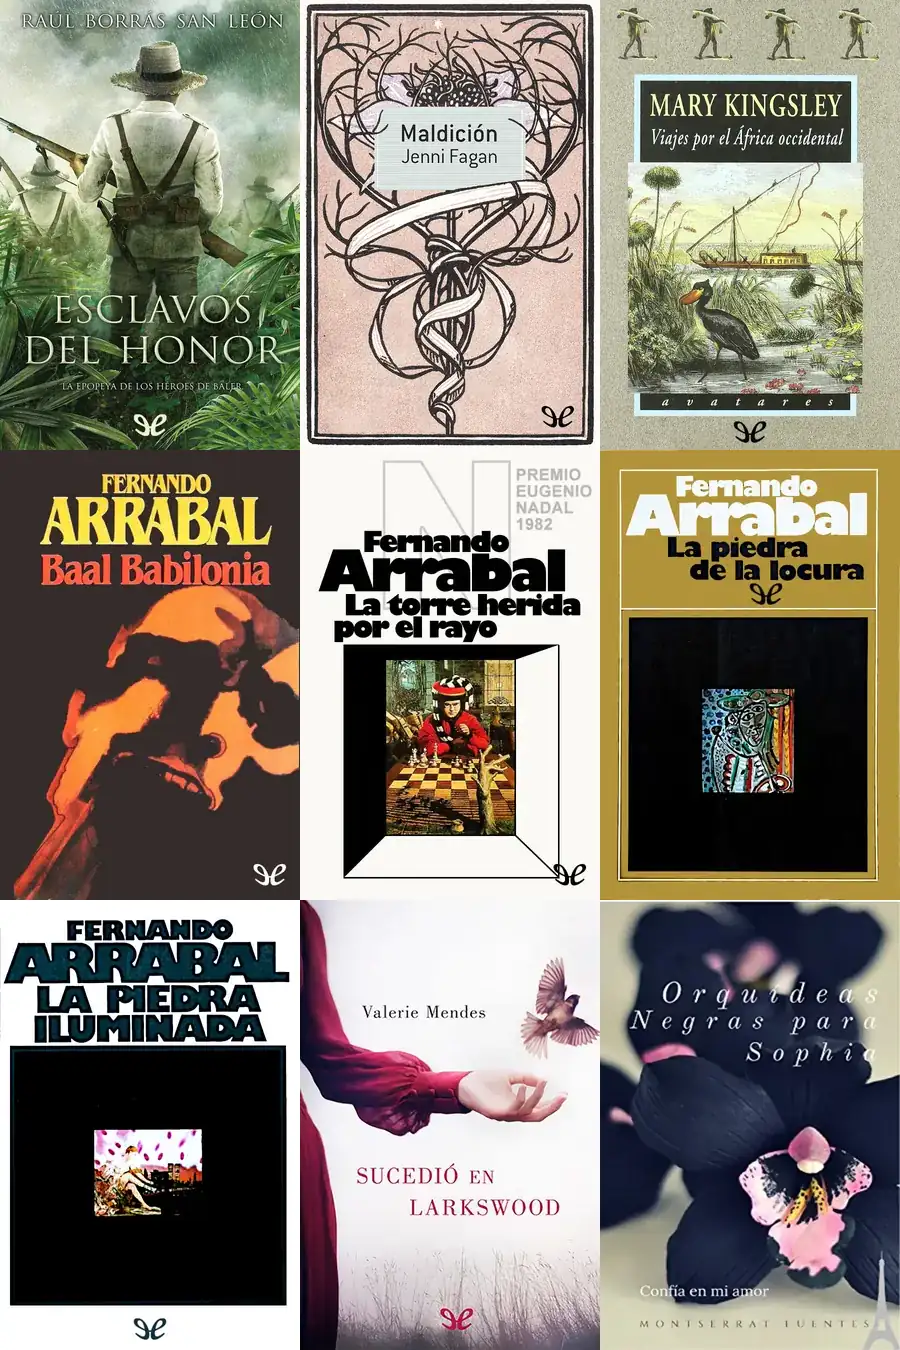 RAÚL BORRÁS SAN LEÓN
ESCLAVOS
DEL HONOR
LA EPOPEYA DE LOS HÉROES DE BALER
Maldición
Jenni Fagan
MARY KINGSLEY
Viajes por el África occidental
avatares
FERNANDO
ARRABAL
Baal Babilonia
PREMIO
EUGENIO
NADAL
1982
Fernando
Arrabal
La torre herida
por el rayo
Fernando
Arrabal
La piedra
de la locura
FERNANDO
ARRABAL
LA PIEDRA
ILUMINADA
Valerie Mendes
SUCEDIÓ EN
LARKSWOOD
Orquídeas
Negras para
Sophia
Confía en mi amor
MONTSERRAT FUENTES